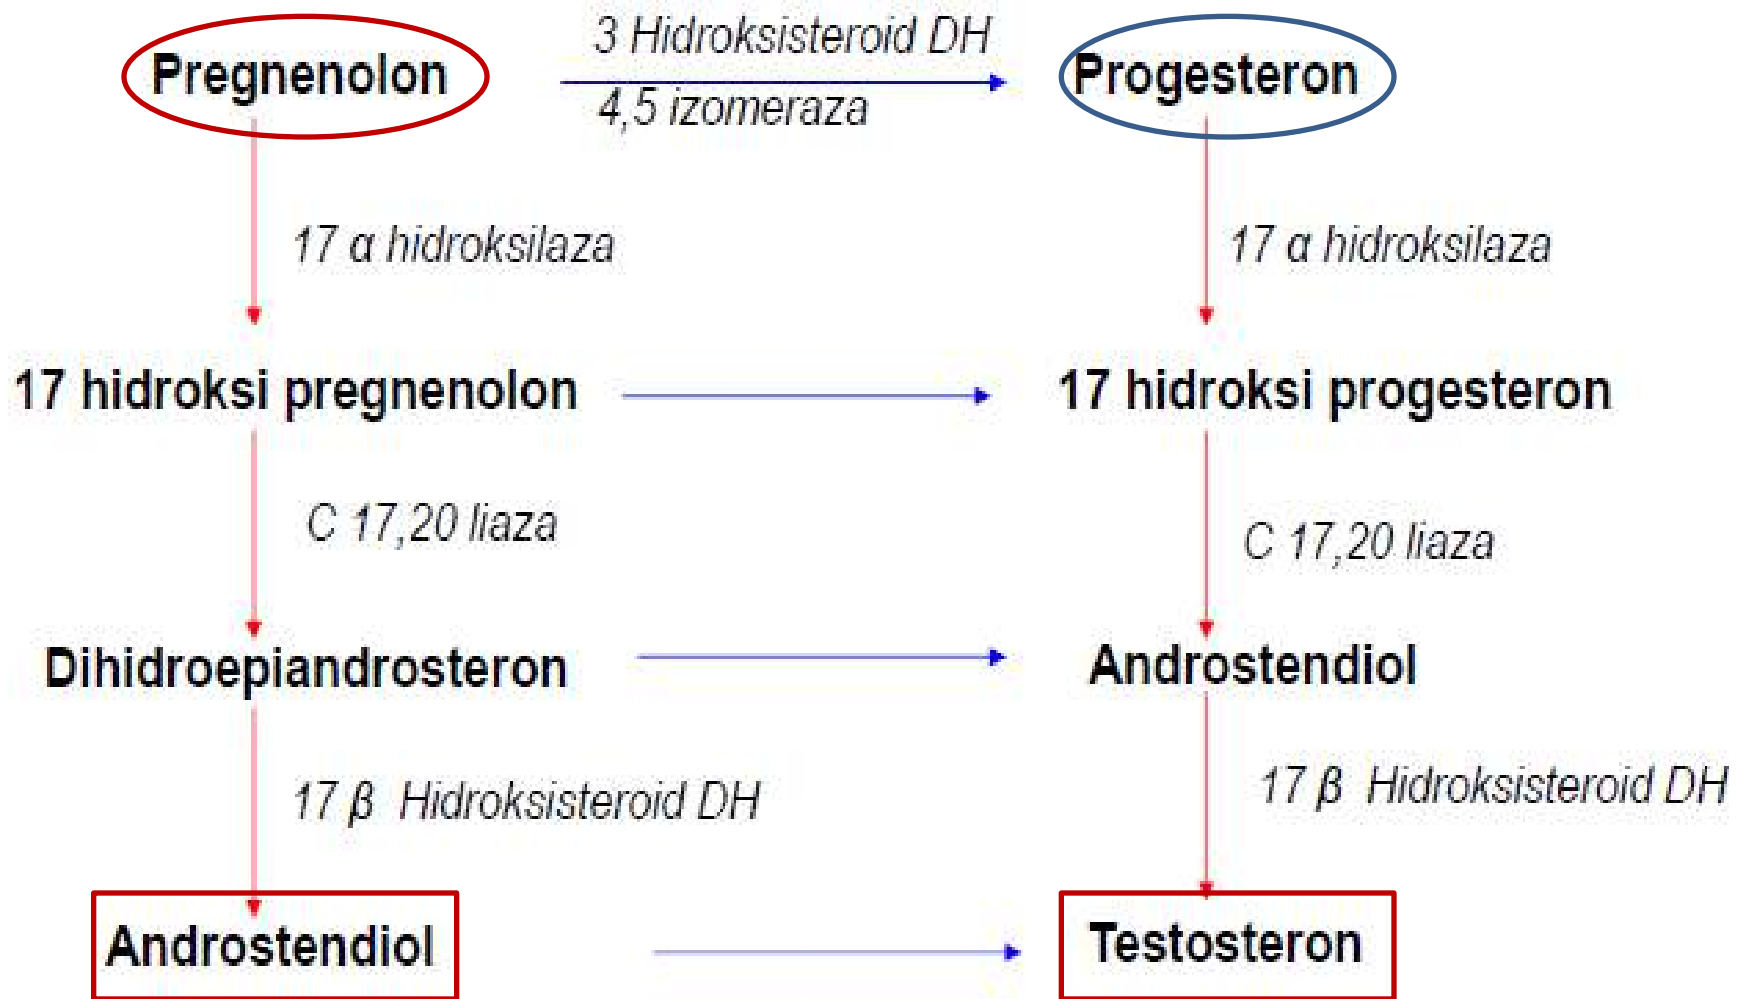 Pregnenolon
3 Hidroksisteroid DH
4,5 izomeraza
Progesteron
17 α hidroksilaza
17 α hidroksilaza
17 hidroksi pregnenolon
17 hidroksi progesteron
C 17,20 liaza
C 17,20 liaza
Dihidroepiandrosteron
Androstendiol
17 β Hidroksisteroid DH
17 β Hidroksisteroid DH
Androstendiol
Testosteron